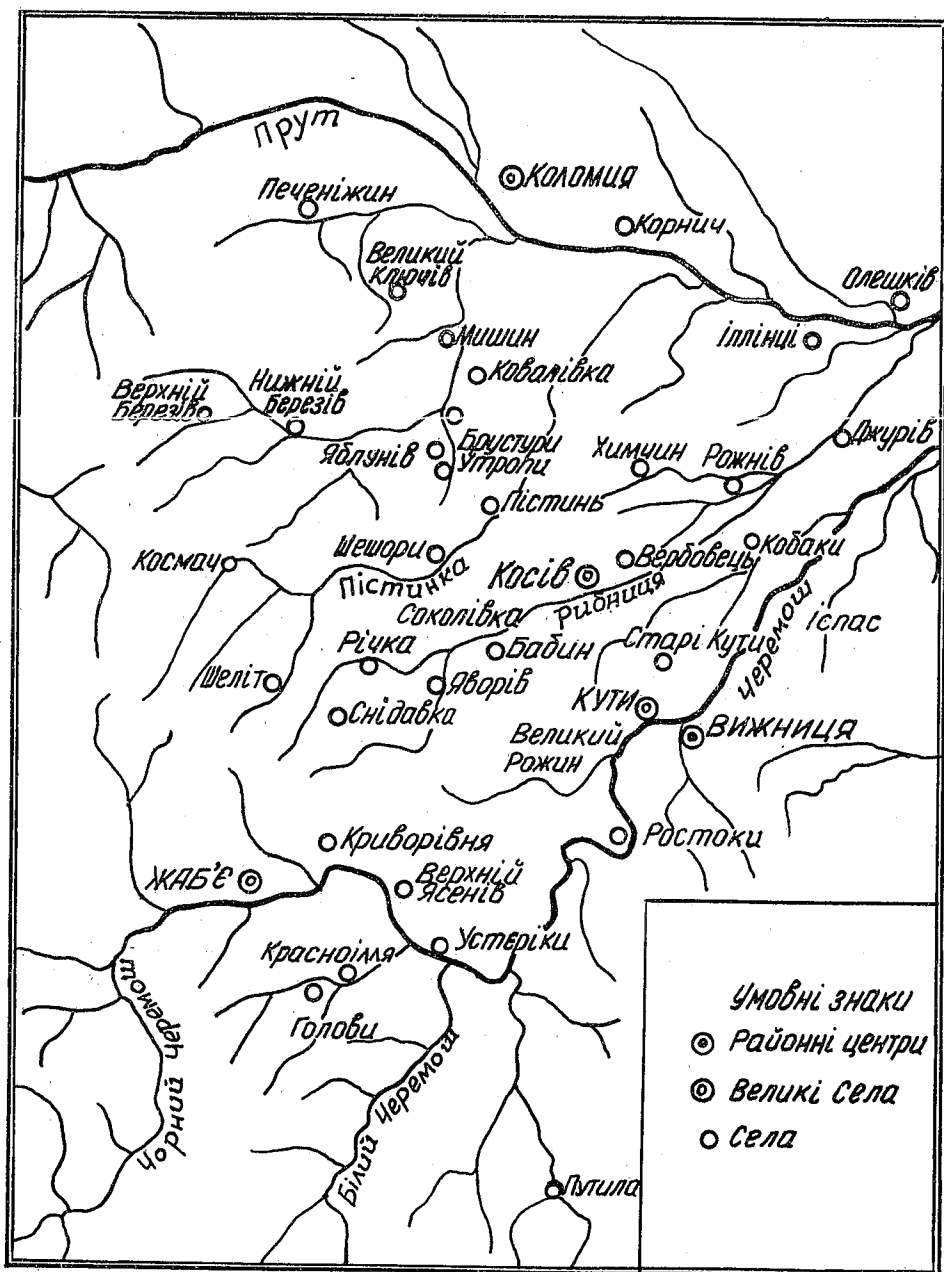 Прут
Коломия
Печеніжин
Корнич
Великий
Ключів
Олешків
Мишин
Іллінці
Ковалівка
Верхній
Березів
Нижній
Березів
Джурів
Яблунів
Брустури
Утропи
Химчин
Рожнів
Пістинь
Космач
Шешори
Пістинка
Косів
Вербовець
Кобаки
Рибниця
Соколівка
Іспас
Річка
Бабин
Старі Кути
Черемош
Шеліт
Яворів
Снідавка
Кути
Великий
Рожин
Вижниця
Криворівня
Ростоки
Жаб'є
Верхній
Ясенів
Устеріки
Красноілля
Голови
Чорний Черемош
Білий Черемош
Путила
Умовні знаки
Районні центри
Великі села
Села